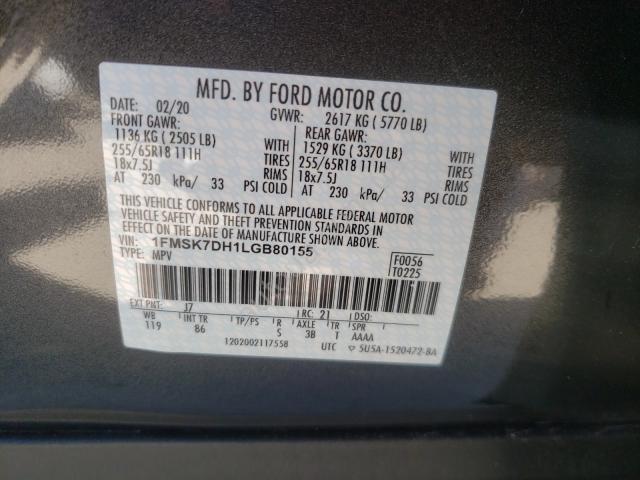 MFD. BY FORD MOTOR CO.
DATE: 02/20 GVWR: 2617 KG ( 5770 LB)
FRONT GAWR: REAR GAWR:
1136 KG ( 2505 LB) WITH 1529 KG ( 3370 LB) WITH
255/65R18 111H TIRES 255/65R18 111H TIRES
18x7.5J RIMS 18x7.5J RIMS
AT 230 kPa/ 33 PSI COLD AT 230 kPa/ 33 PSI COLD
THIS VEHICLE CONFORMS TO ALL APPLICABLE FEDERAL MOTOR
VEHICLE SAFETY AND THEFT PREVENTION STANDARDS IN
EFFECT ON THE DATE OF MANUFACTURE SHOWN ABOVE.
VIN: 1FMSK7DH1LGB80155 F0056
TYPE: MPV T0225
EXT PNT: J7 RC: 21 DSO:
WB INT TR TP/PS R AXLE TR SPR
119 86 S 3B T AAAA
1202002117558 UTC 5U5A-1520472-BA